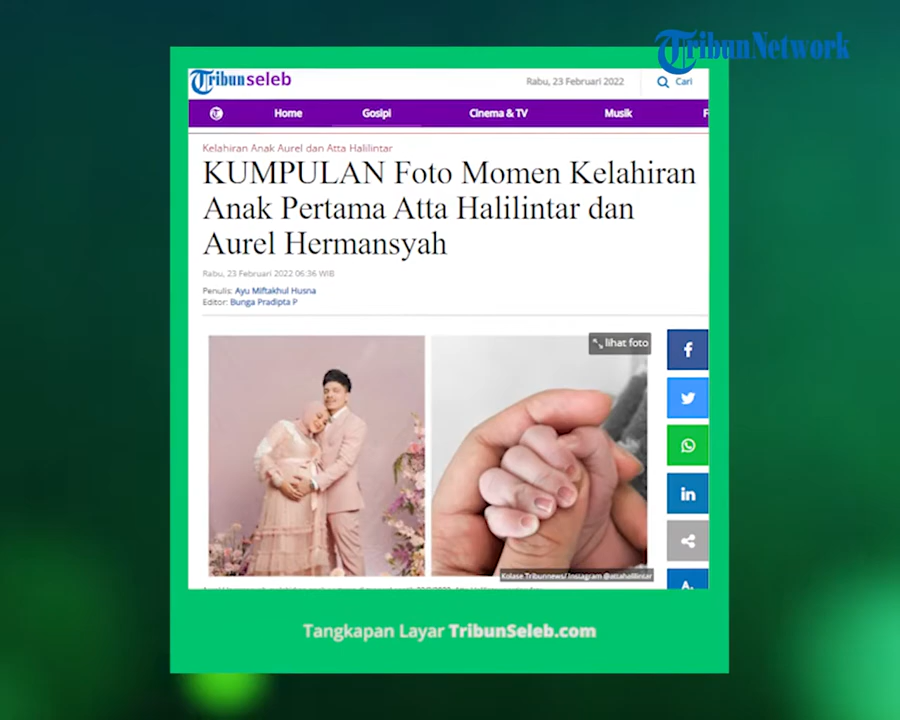 TribunNetwork
Tribunseleb
Rabu, 23 Februari 2022
Cari
Home
Gosipi
Cinema & TV
Musik
F
Kelahiran Anak Aurel dan Atta Halilintar
KUMPULAN Foto Momen Kelahiran
Anak Pertama Atta Halilintar dan
Aurel Hermansyah
Rabu, 23 Februari 2022 06:36 WIB
Penulis: Ayu Miftakhul Husna
Editor: Bunga Pradipta P
lihat foto
Kolase Tribunnews/ Instagram @attahalilintar
Tangkapan Layar TribunSeleb.com